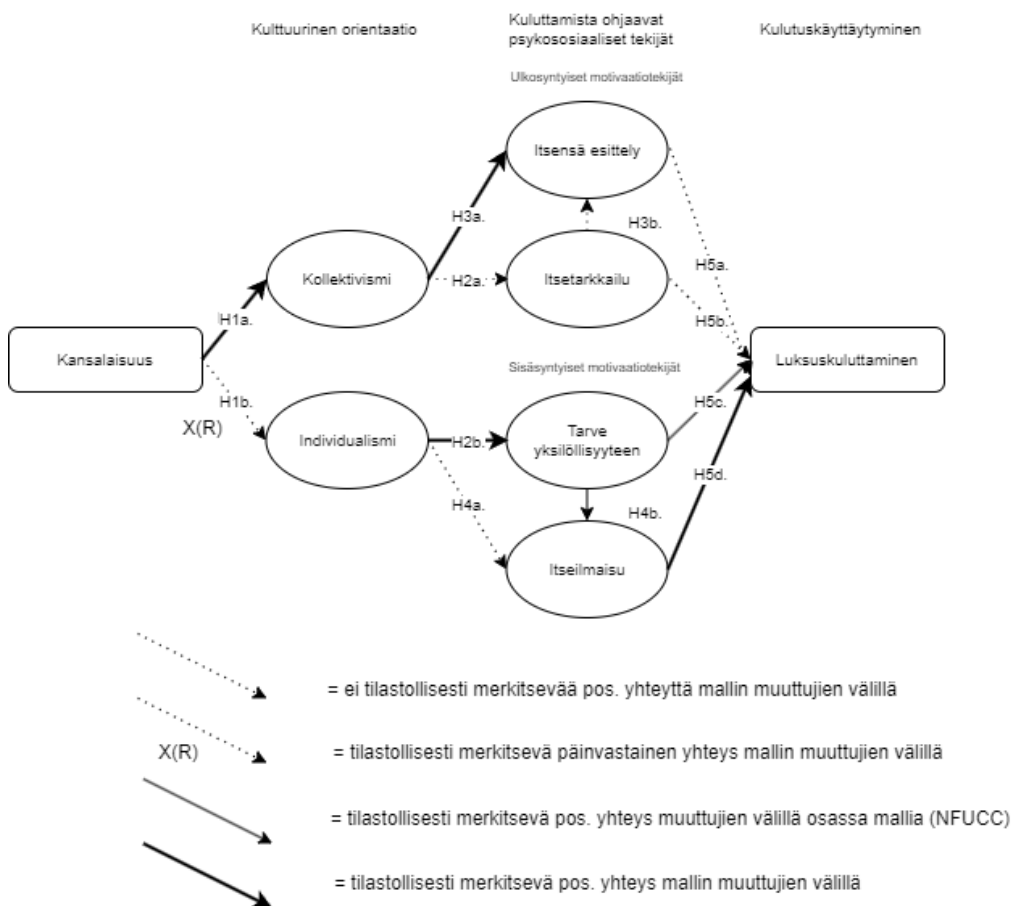 Kulttuurinen orientaatio
Kuluttamista ohjaavat
psykososiaaliset tekijät
Kulutuskäyttäytyminen
Ulkosyntyiset motivaatiotekijät
Itsensä esittely
H3a.
H3b.
Kollektivismi
H2a.
Itsetarkkailu
H5a.
H1a.
H5b.
Kansalaisuus
Sisäsyntyiset motivaatiotekijät
Luksuskuluttaminen
H1b.
X(R)
H5c.
Individualismi
H2b.
Tarve
yksilöllisyyteen
H5d.
H4a.
H4b.
Itseilmaisu
= ei tilastollisesti merkitsevää pos. yhteyttä mallin muuttujien välillä
X(R)
= tilastollisesti merkitsevä päinvastainen yhteys mallin muuttujien välillä
= tilastollisesti merkitsevä pos. yhteys muuttujien välillä osassa mallia (NFUCC)
= tilastollisesti merkitsevä pos. yhteys mallin muuttujien välillä